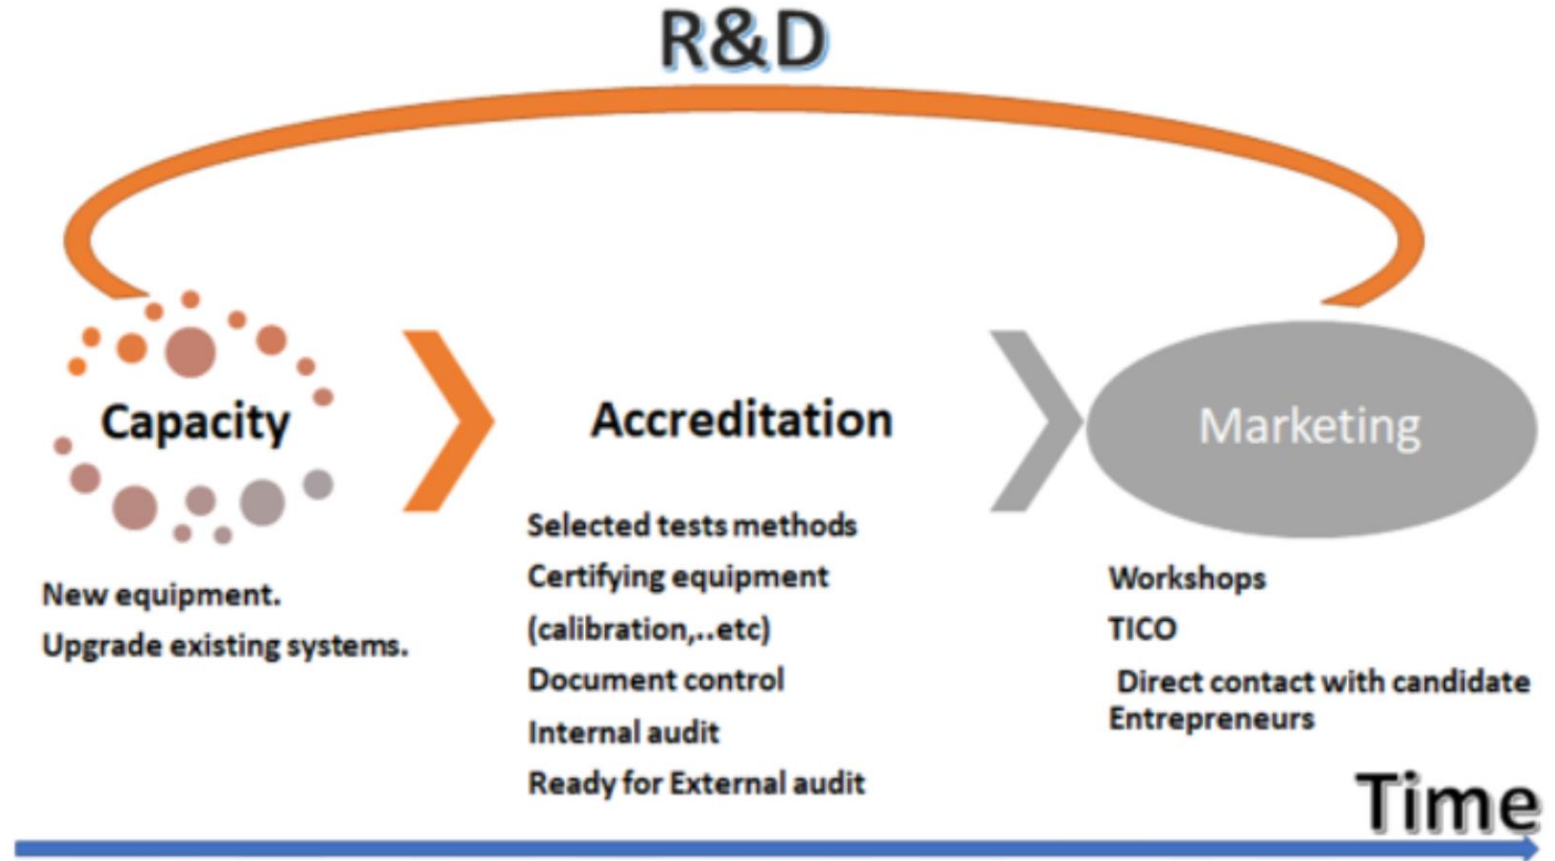 R&D
Capacity
New equipment.
Upgrade existing systems.
Accreditation
Selected tests methods
Certifying equipment
(calibration,..etc)
Document control
Internal audit
Ready for External audit
Marketing
Workshops
TICO
Direct contact with candidate
Entrepreneurs
Time